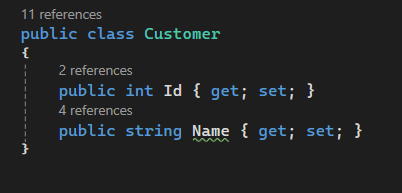 11 references
public class Customer
{
2 references
public int Id { get; set; }
4 references
public string Name { get; set; }
}